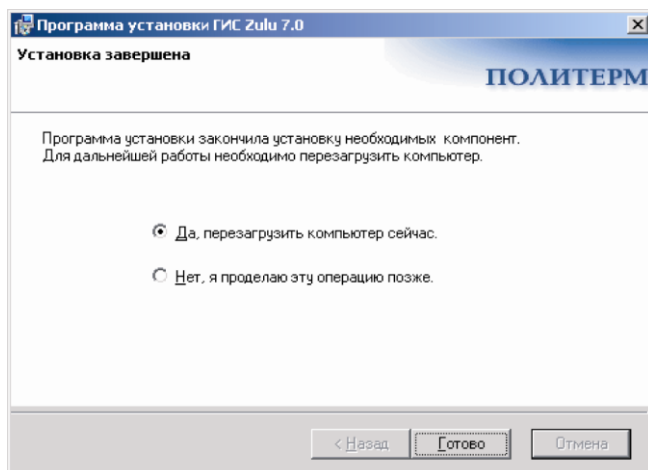 Программа установки ГИС Zulu 7.0
Установка завершена
ПОЛИТЕРМ
Программа установки закончила установку необходимых компонент.
Для дальнейшей работы необходимо перезагрузить компьютер.
Да, перезагрузить компьютер сейчас.
Нет, я проделаю эту операцию позже.
< Назад Готово Отмена